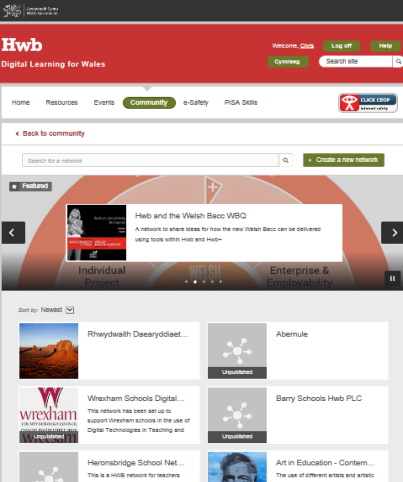 Llywodraeth Cymru
Welsh Government
Hwb
Digital Learning for Wales
Welcome, Chris
Log off
Help
Cymraeg
Search site
Home
Resources
Events
Community
e-Safety
PISA Skills
CLICK CEOP
Internet Safety
Back to community
Search for a network
+ Create a new network
★ Featured
Hwb and the Welsh Bacc WBQ
A network to share ideas for how the new Welsh Bacc can be delivered
using tools within Hwb and Hwb+
Individual
Project
WELSH
Enterprise &
Employability
Sort by: Newest
Rhwydwaith Daearyddiaet...
Abernule
Unpublished
Wrexham Schools Digital...
This network has been set up to
support Wrexham schools in the use of
Digital Technologies in Teaching and
wrexham
COUNTY BOROUGH COUNCIL
Unpublished
Barry Schools Hwb PLC
Unpublished
Heronsbridge School Net...
This is a HWB network for teachers
Art in Education - Contem...
The use of different artists and artistic